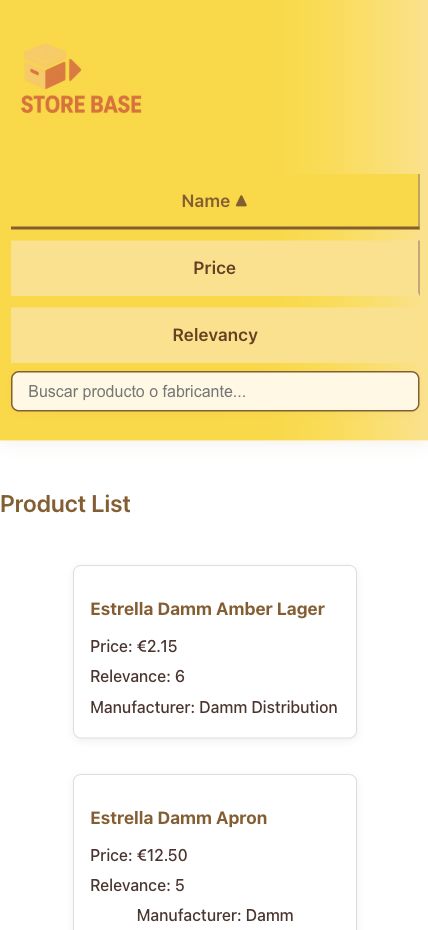 STORE BASE
Name ▲
Price
Relevancy
Buscar producto o fabricante...
Product List
Estrella Damm Amber Lager
Price: €2.15
Relevance: 6
Manufacturer: Damm Distribution
Estrella Damm Apron
Price: €12.50
Relevance: 5
Manufacturer: Damm